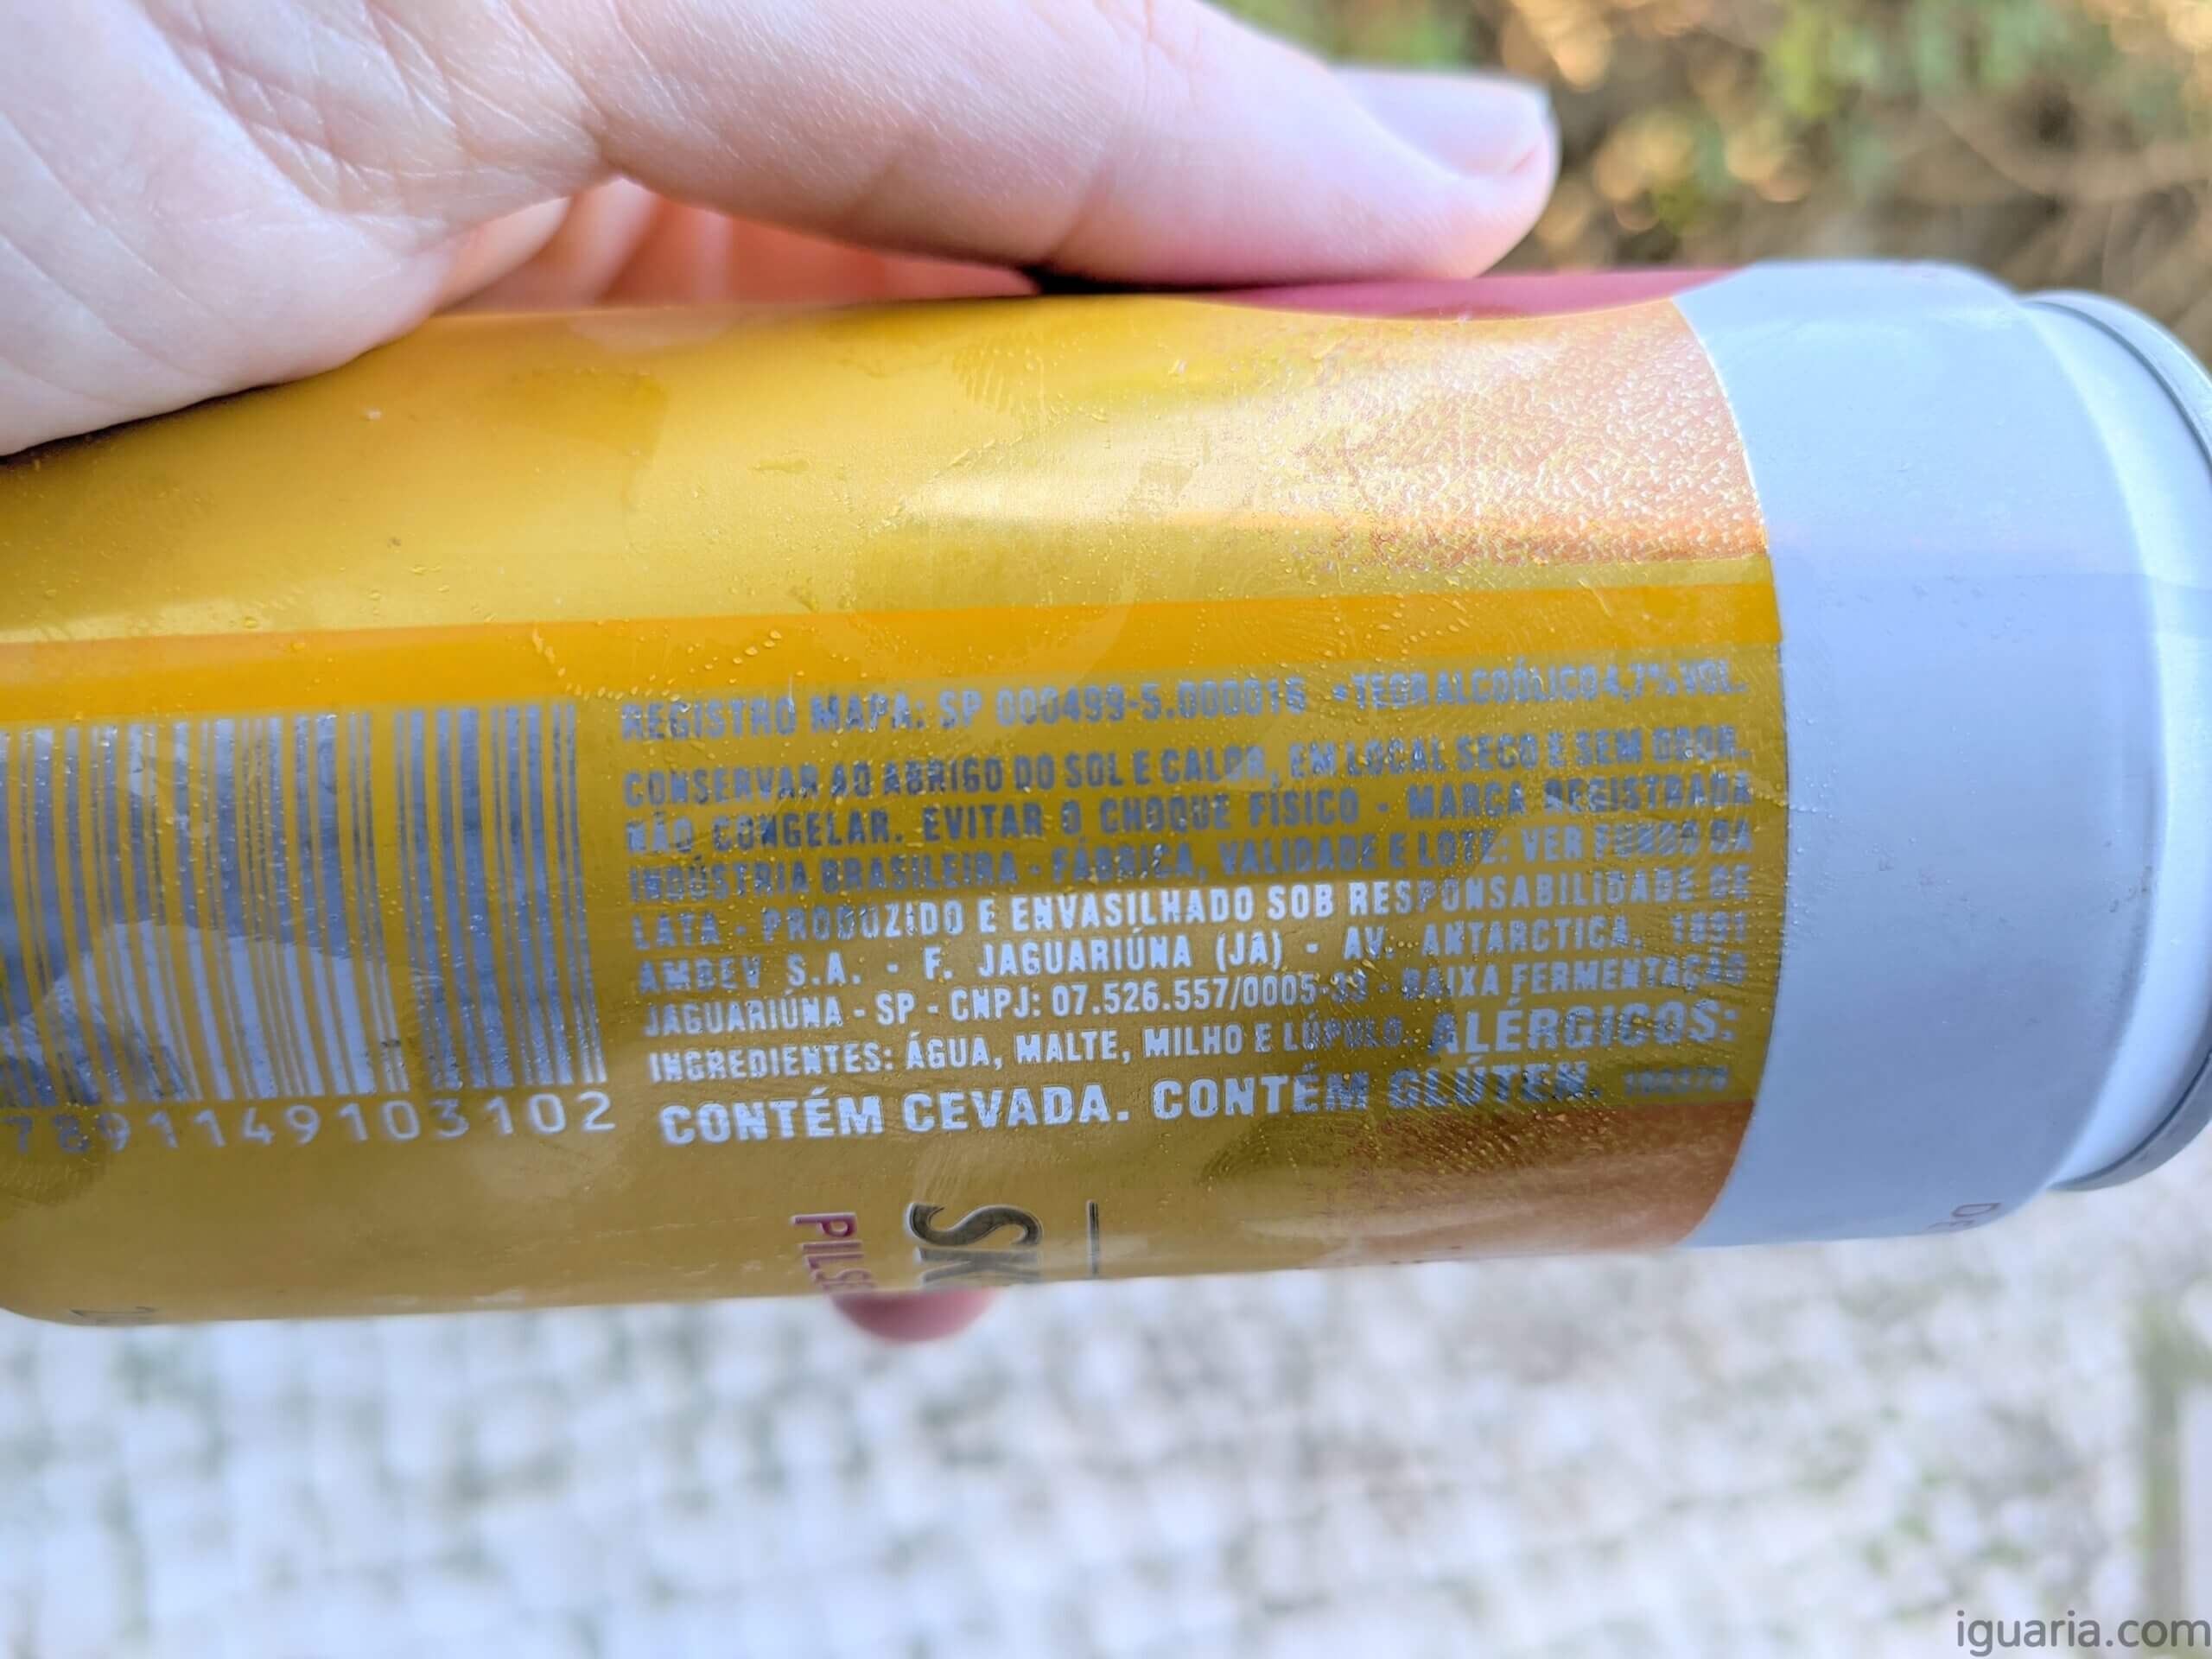 REGISTRO MAPA: SP 000499-5.000016 *TEOR ALCOÓLICO 4,7% VOL.
CONSERVAR AO ABRIGO DO SOL E CALOR, EM LOCAL SECO E SEM ODOR.
NÃO CONGELAR. EVITAR O CHOQUE FÍSICO - MARCA REGISTRADA
INDÚSTRIA BRASILEIRA - FÁBRICA, VALIDADE E LOTE: VER FUNDO DA
LATA - PRODUZIDO E ENVASILHADO SOB RESPONSABILIDADE DE
AMBEV S.A. - F. JAGUARIÚNA (JA) - AV. ANTARCTICA, 1891
JAGUARIÚNA - SP - CNPJ: 07.526.557/0005-33 - BAIXA FERMENTAÇÃO
INGREDIENTES: ÁGUA, MALTE, MILHO E LÚPULO. ALÉRGICOS:
CONTÉM CEVADA. CONTÉM GLÚTEN.
7891149103102
SK
PILS
iguaria.com